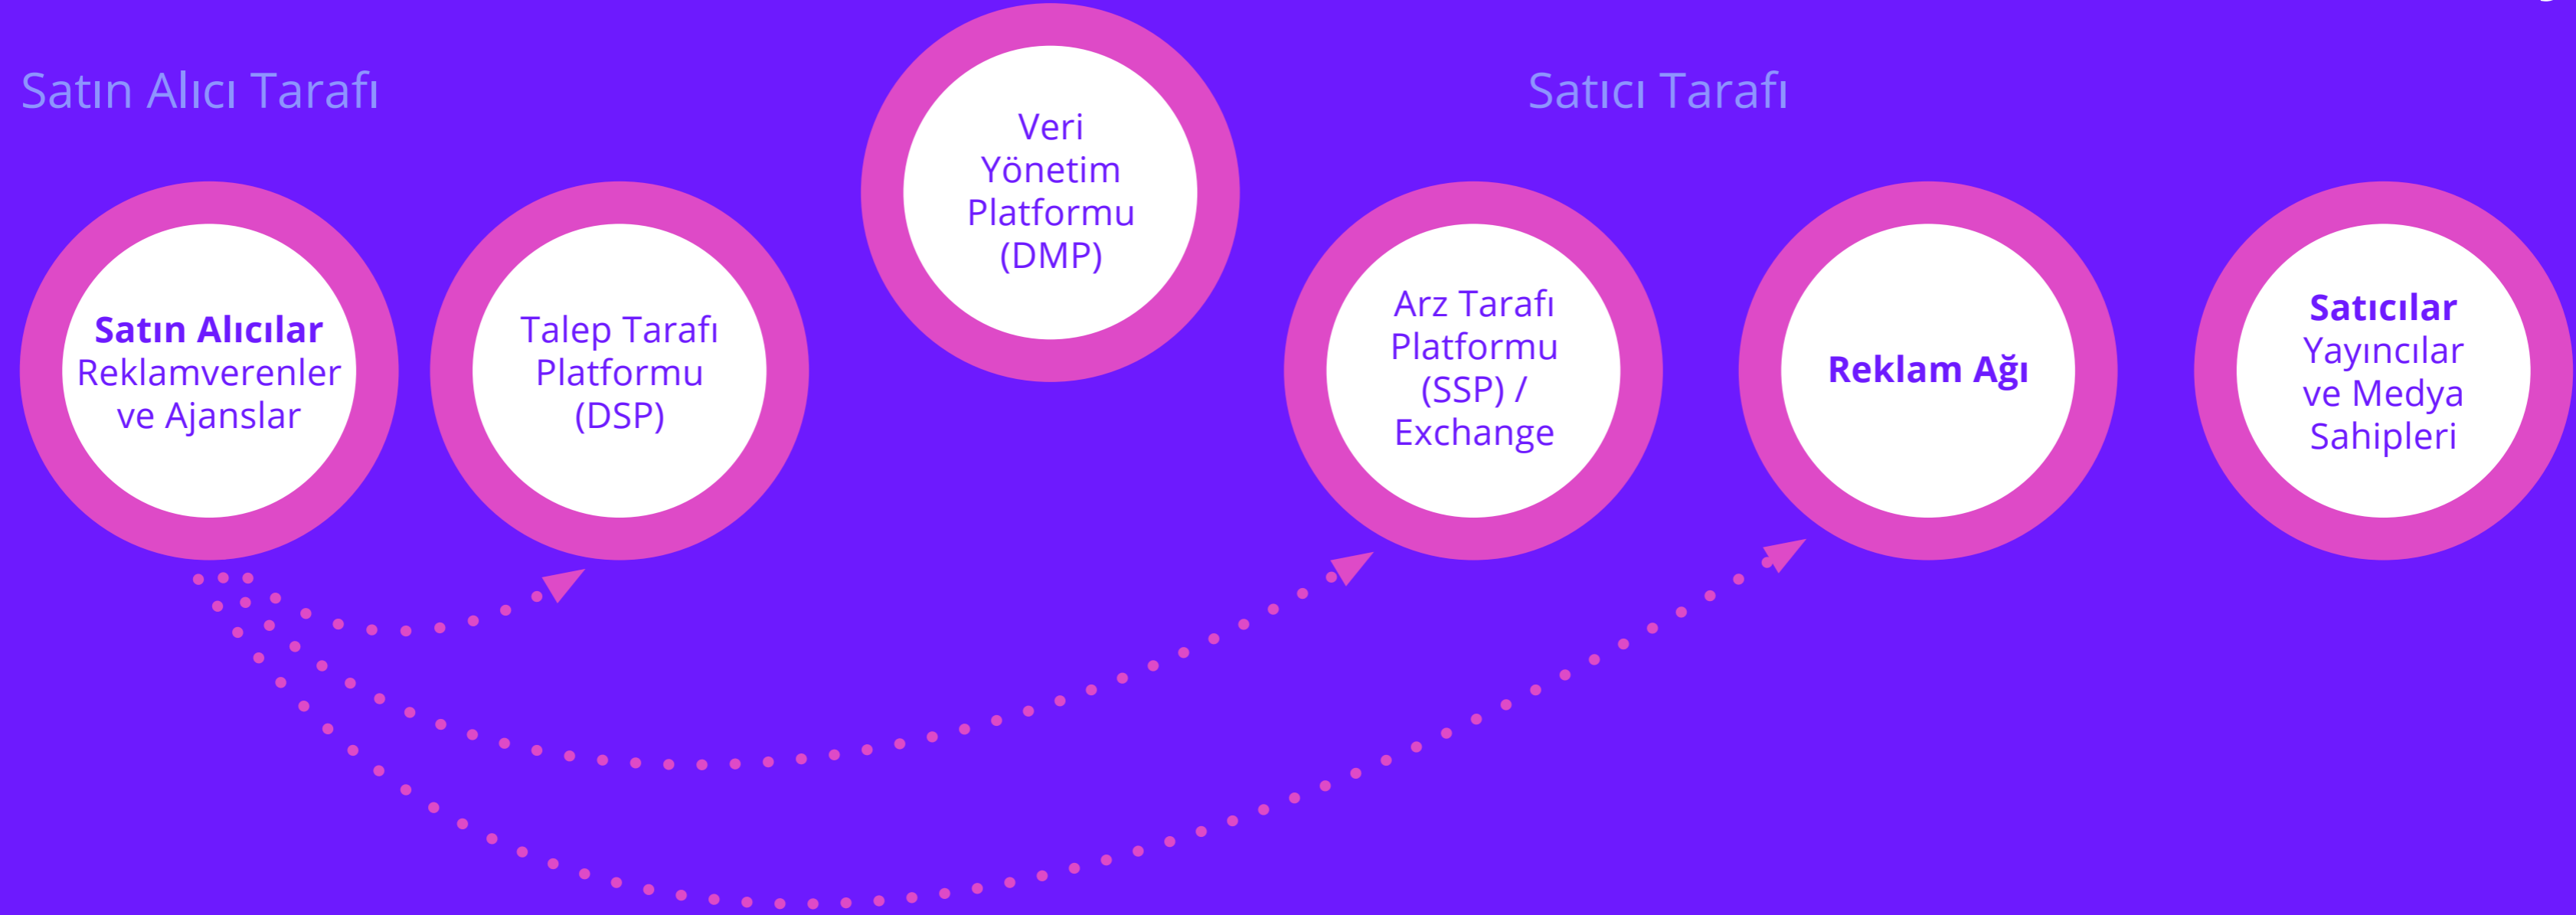 Satın Alıcı Tarafı
Satıcı Tarafı
Satın Alıcılar
Reklamverenler
ve Ajanslar
Talep Tarafı
Platformu
(DSP)
Veri
Yönetim
Platformu
(DMP)
Arz Tarafı
Platformu
(SSP) /
Exchange
Reklam Ağı
Satıcılar
Yayıncılar
ve Medya
Sahipleri